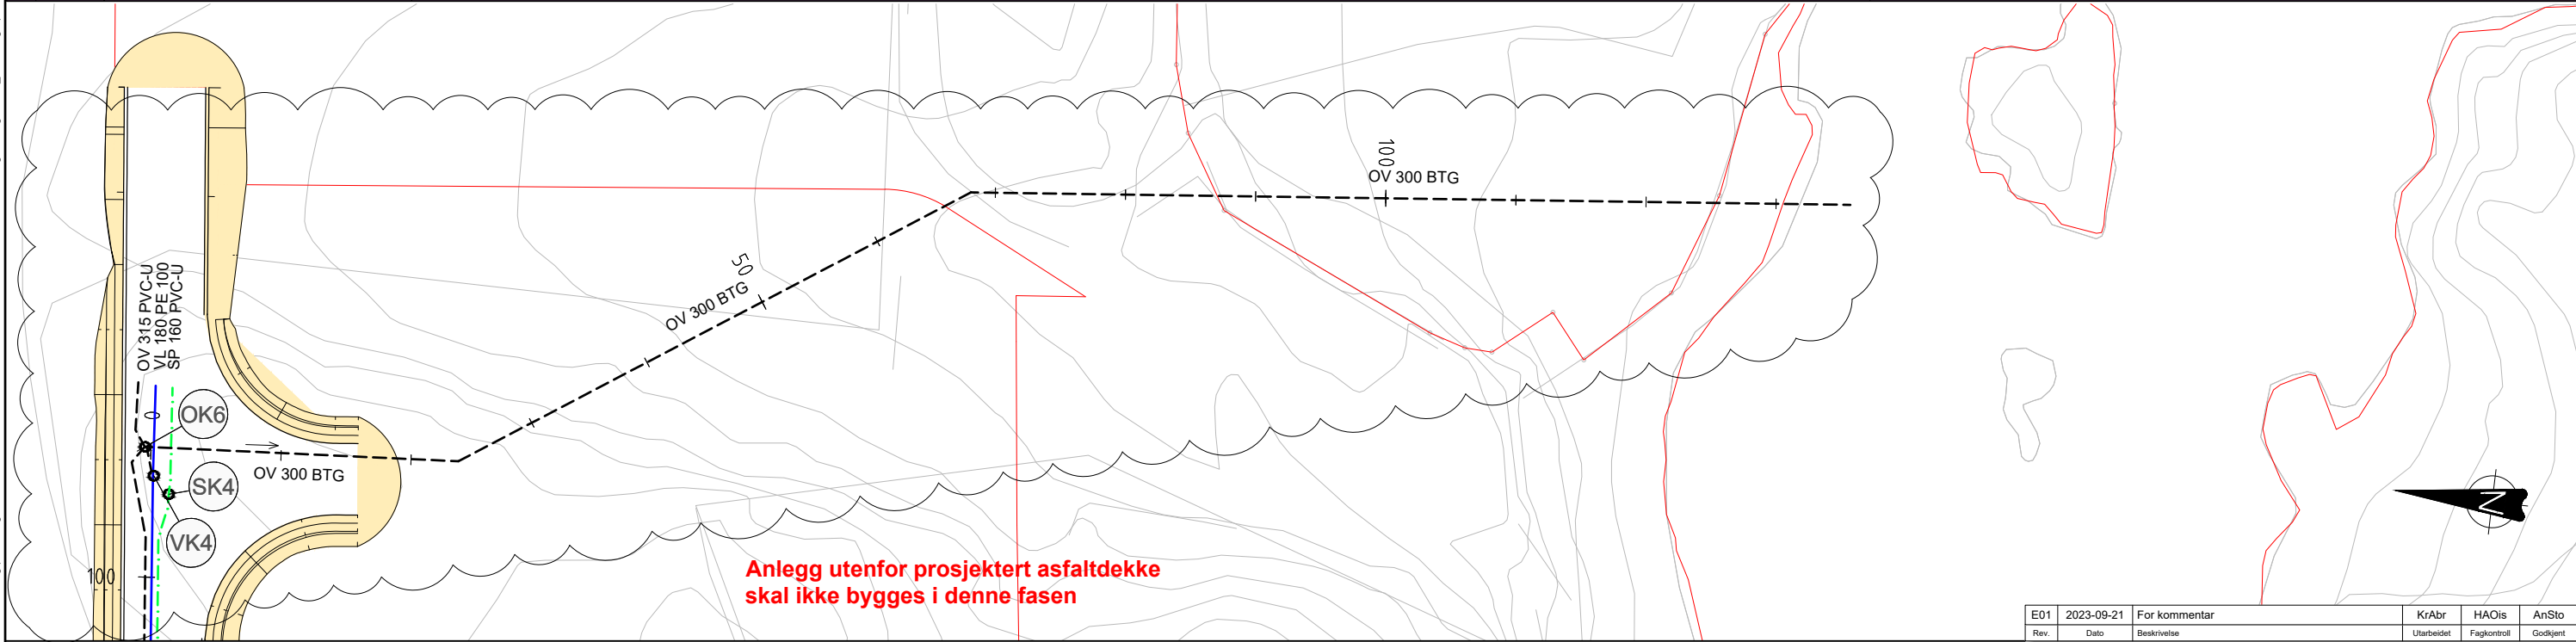 100
OV 300 BTG
50
OV 300 BTG
OV 315 PVC-U
VL 180 PE 100
SP 160 PVC-U
0
OK6
OV 300 BTG
SK4
VK4
100
N
Anlegg utenfor prosjektert asfaltdekke
skal ikke bygges i denne fasen
E01 2023-09-21 For kommentar KrAbr HAOis AnSto
Rev. Dato Beskrivelse Utarbeidet Fagkontroll Godkjent